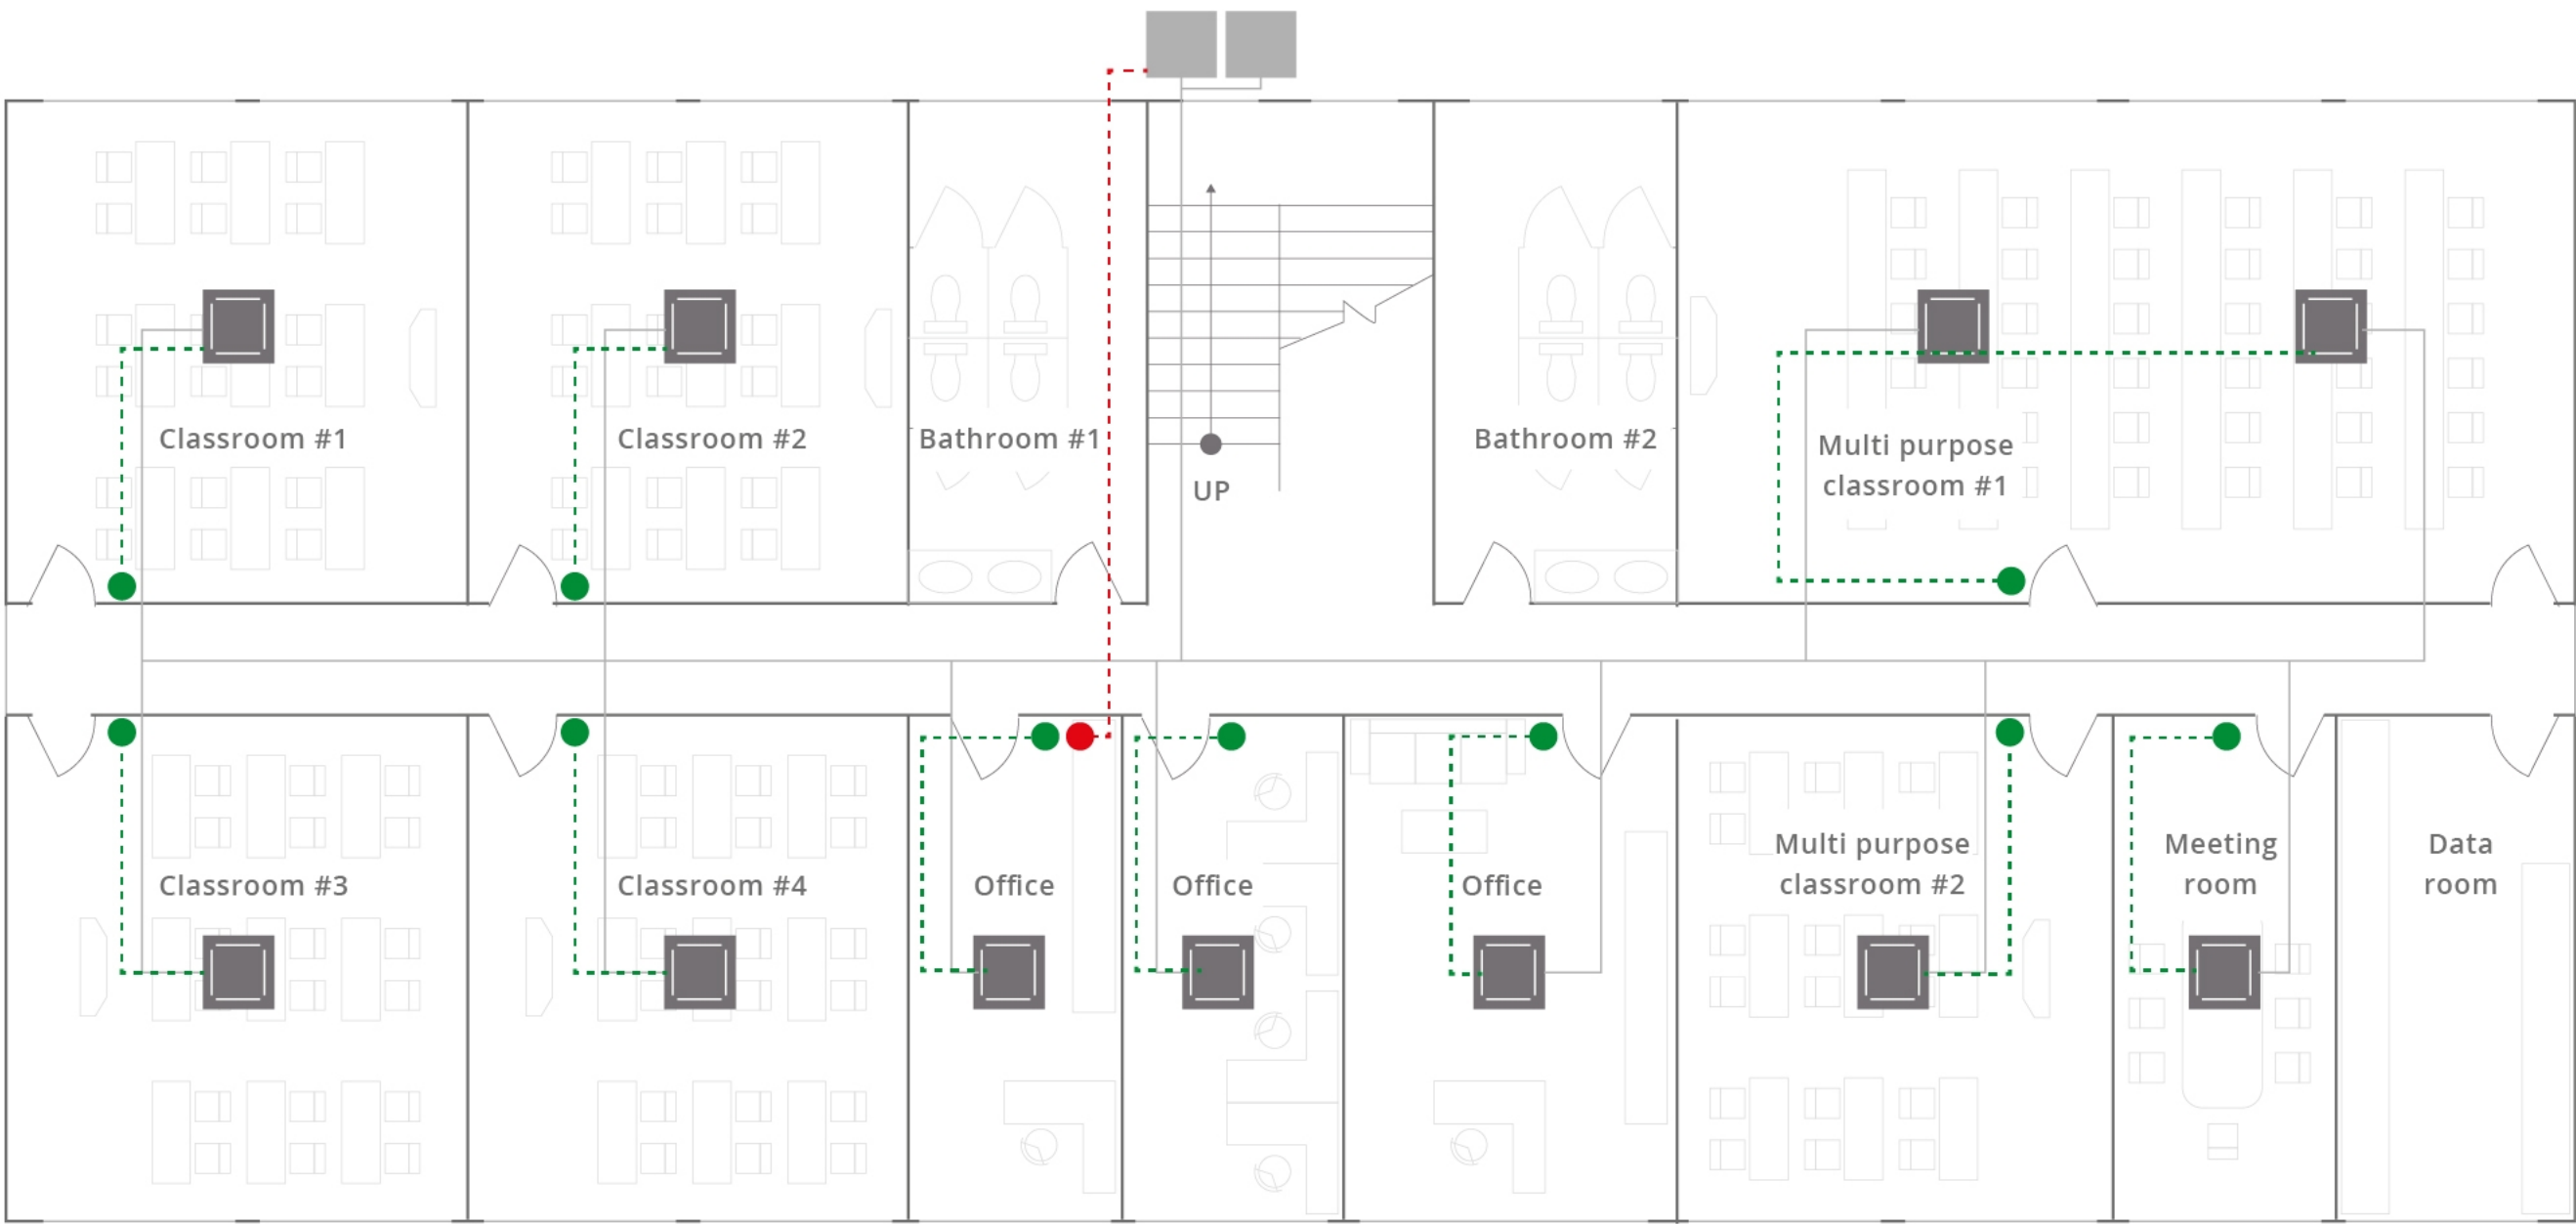 Classroom #1
Classroom #2
Bathroom #1
UP
Bathroom #2
Multi purpose
classroom #1
Classroom #3
Classroom #4
Office
Office
Office
Multi purpose
classroom #2
Meeting
room
Data
room